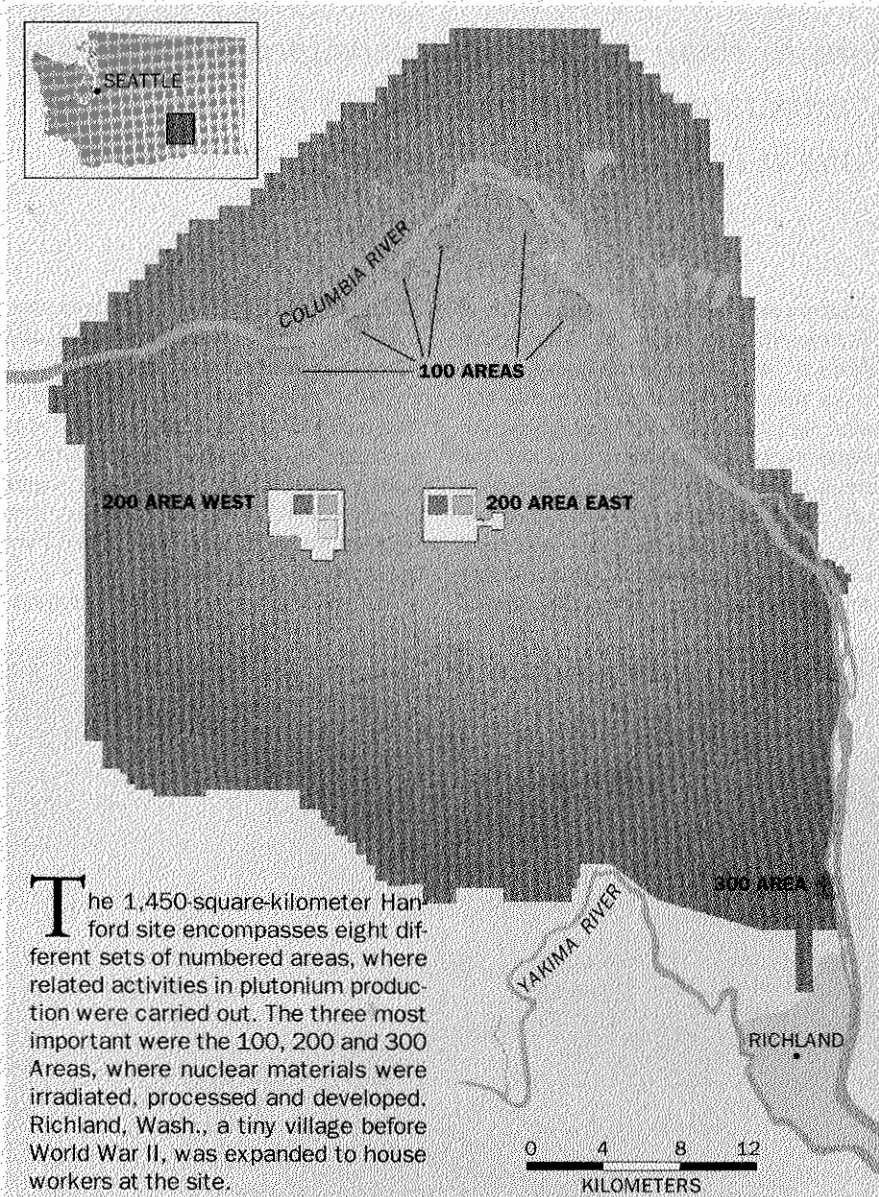 SEATTLE
COLUMBIA RIVER
100 AREAS
200 AREA WEST
200 AREA EAST
300 AREA
YAKIMA RIVER
RICHLAND
The 1,450-square-kilometer Han-
ford site encompasses eight dif-
ferent sets of numbered areas, where
related activities in plutonium produc-
tion were carried out. The three most
important were the 100, 200 and 300
Areas, where nuclear materials were
irradiated, processed and developed.
Richland, Wash., a tiny village before
World War II, was expanded to house
workers at the site.
0 4 8 12
KILOMETERS